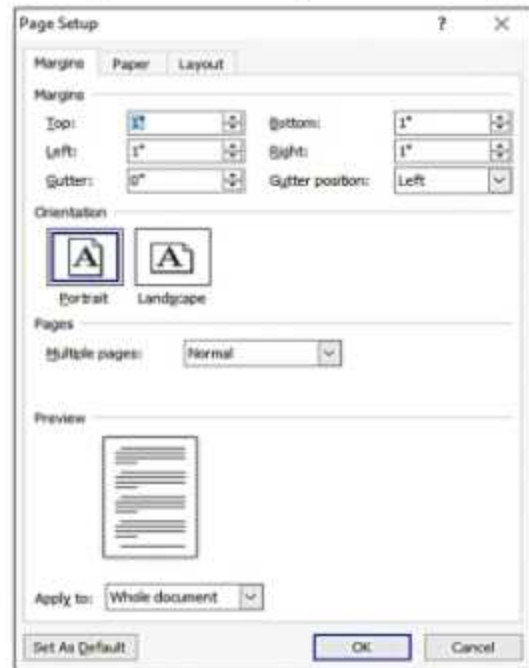 Page Setup ? ×
Margins Paper Layout
Margins
Top: 1" Bottom: 1"
Left: 1" Right: 1"
Gutter: 0" Gutter position: Left
Orientation
A A
Portrait Landscape
Pages
Multiple pages: Normal
Preview
Apply to: Whole document
Set As Default OK Cancel